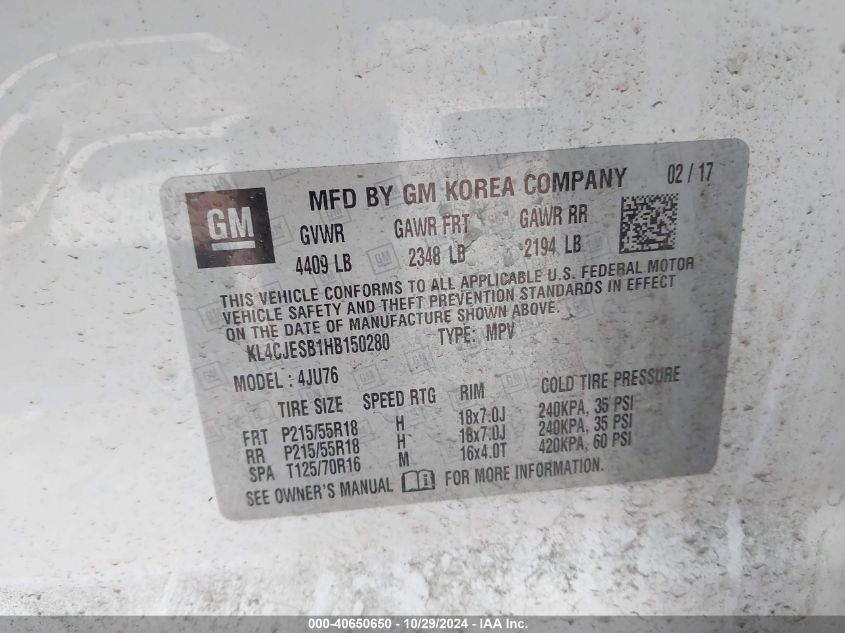 GM
MFD BY GM KOREA COMPANY 02 / 17
GVWR GAWR FRT GAWR RR
4409 LB 2348 LB 2194 LB
THIS VEHICLE CONFORMS TO ALL APPLICABLE U.S. FEDERAL MOTOR
VEHICLE SAFETY AND THEFT PREVENTION STANDARDS IN EFFECT
ON THE DATE OF MANUFACTURE SHOWN ABOVE.
KL4CJESB1HB150280 TYPE: MPV
MODEL : 4JU76
TIRE SIZE SPEED RTG RIM COLD TIRE PRESSURE
FRT P215/55R18 H 18x7.0J 240KPA, 35 PSI
RR P215/55R18 H 18x7.0J 240KPA, 35 PSI
SPA T125/70R16 M 16x4.0T 420KPA, 60 PSI
SEE OWNER'S MANUAL FOR MORE INFORMATION.
000-40650650 - 10/29/2024 - IAA Inc.